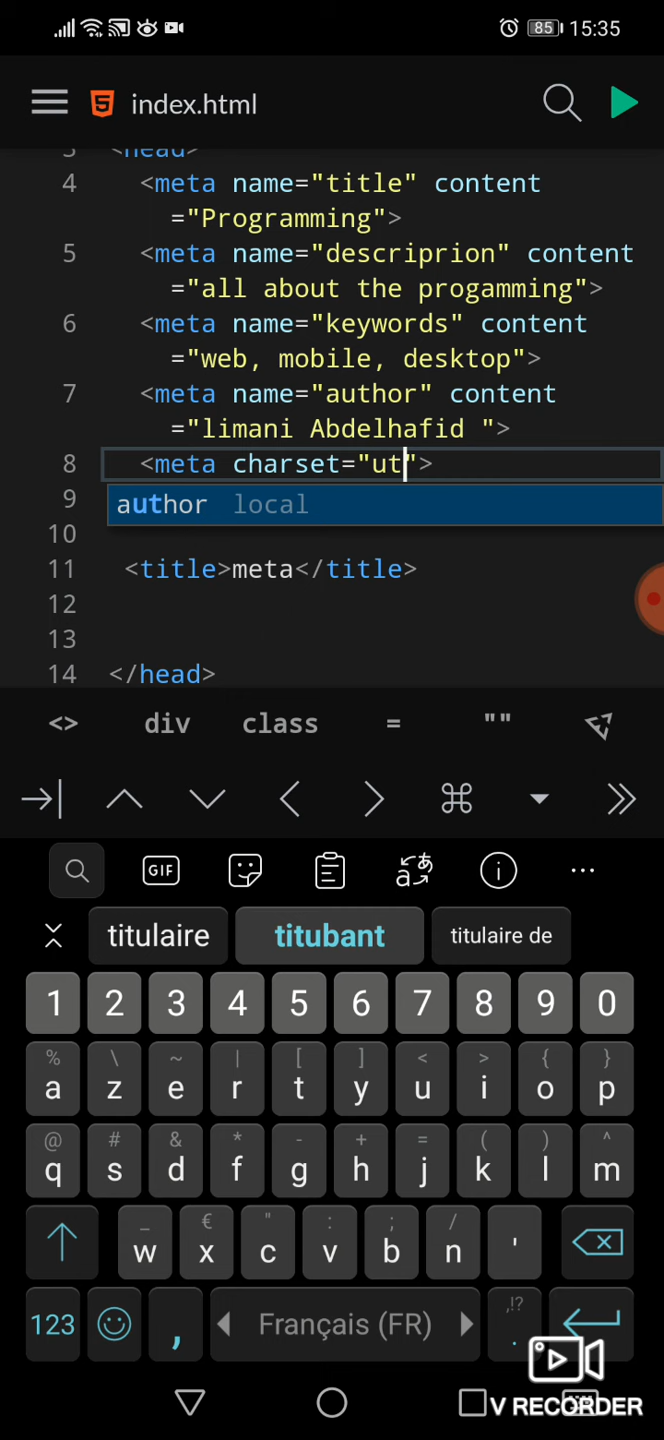 85 15:35
index.html
3 <head>
4 <meta name="title" content
="Programming">
5 <meta name="descriprion" content
="all about the progamming">
6 <meta name="keywords" content
="web, mobile, desktop">
7 <meta name="author" content
="limani Abdelhafid ">
8 <meta charset="ut">
9 author local
10
11 <title>meta</title>
12
13
14 </head>
<> div class = ""
GIF
titulaire titubant titulaire de
1 2 3 4 5 6 7 8 9 0
% \ ~ | [ ] < > { }
a z e r t y u i o p
@ # & * - + = ( ) ^
q s d f g h j k l m
_ € " : ; /
w x c v b n '
,!?
123 , Français (FR) .
V RECORDER